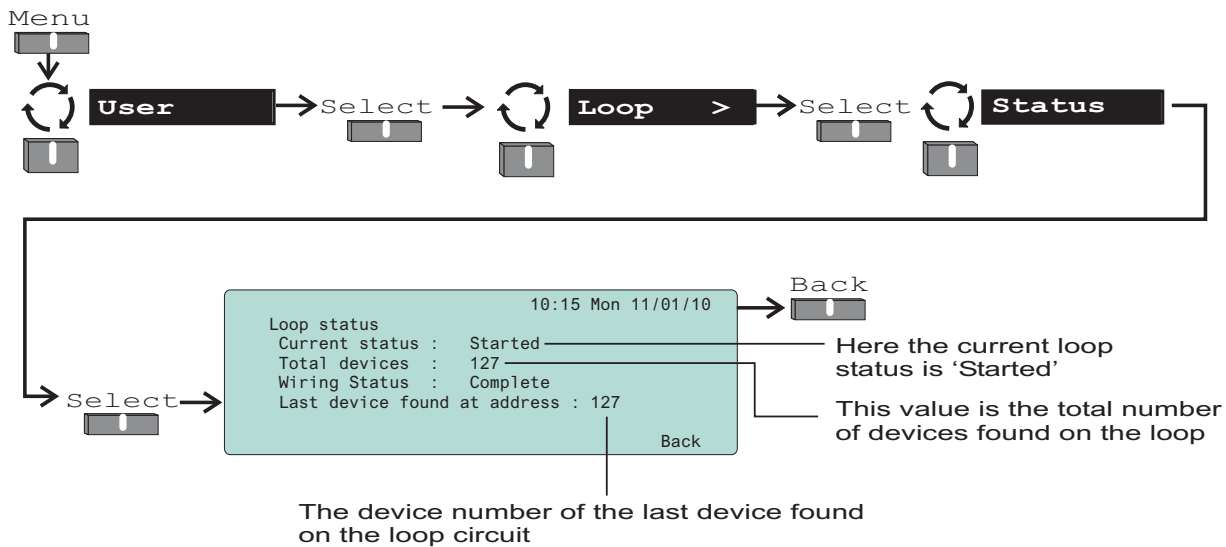 Menu
User
Select
Loop >
Select
Status
Select
10:15 Mon 11/01/10
Loop status
Current status : Started
Total devices : 127
Wiring Status : Complete
Last device found at address : 127
Back
Back
Here the current loop
status is ‘Started’
This value is the total number
of devices found on the loop
The device number of the last device found
on the loop circuit